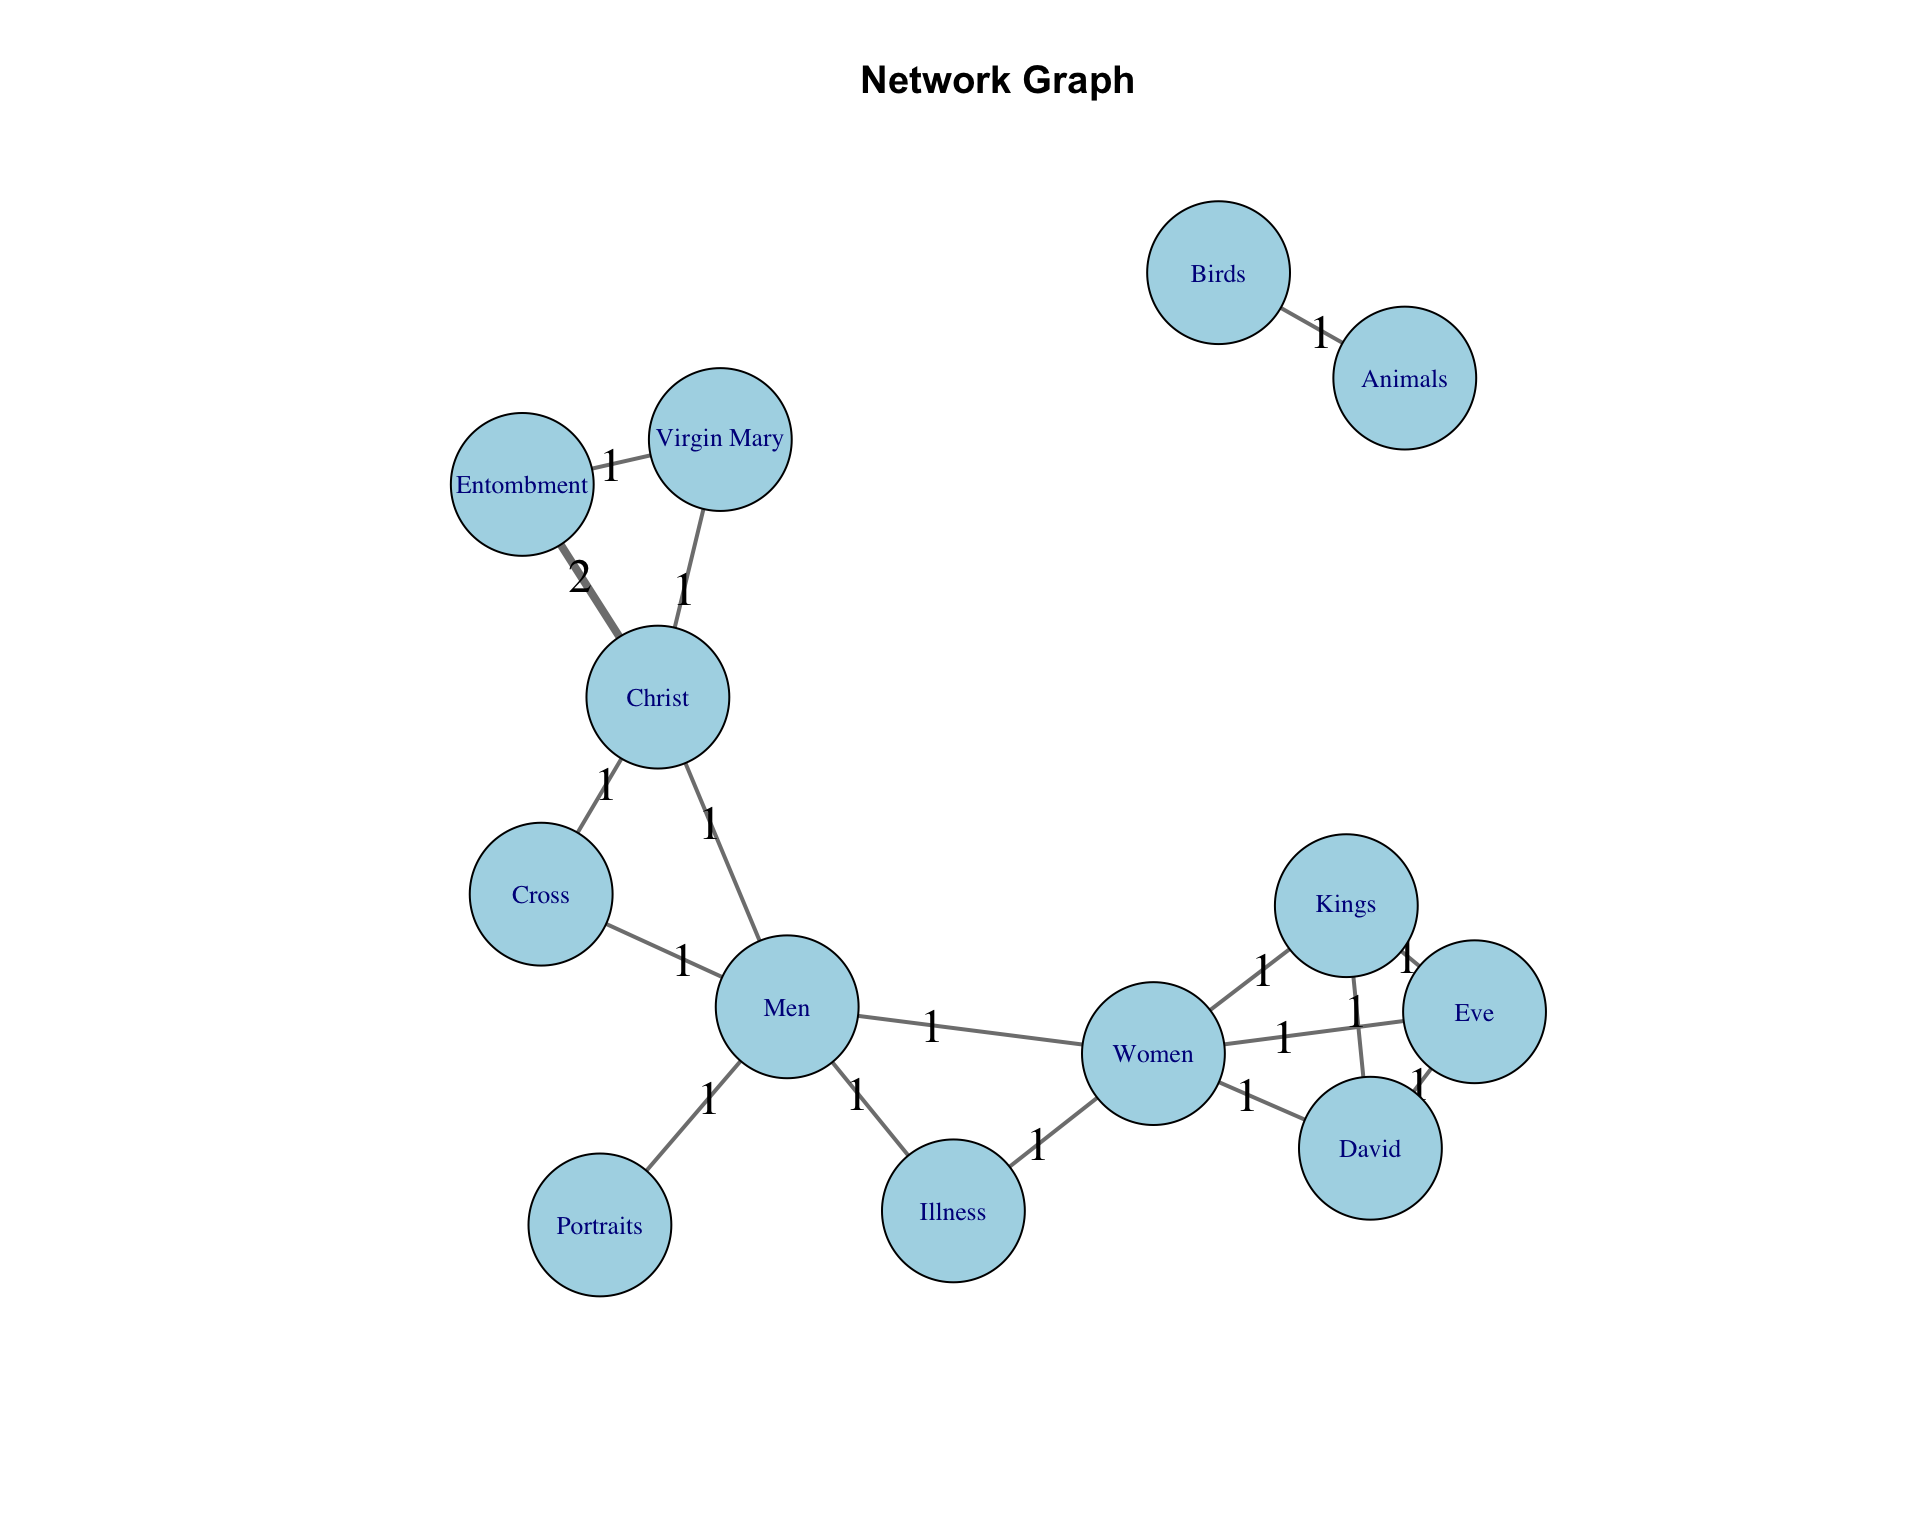 Network Graph
Birds
1
Animals
Virgin Mary
1
Entombment
2
1
Christ
1
1
Cross
Kings
1
1
1
Men
1
1
Eve
1
Women
1
1
1
1
1
David
Illness
Portraits